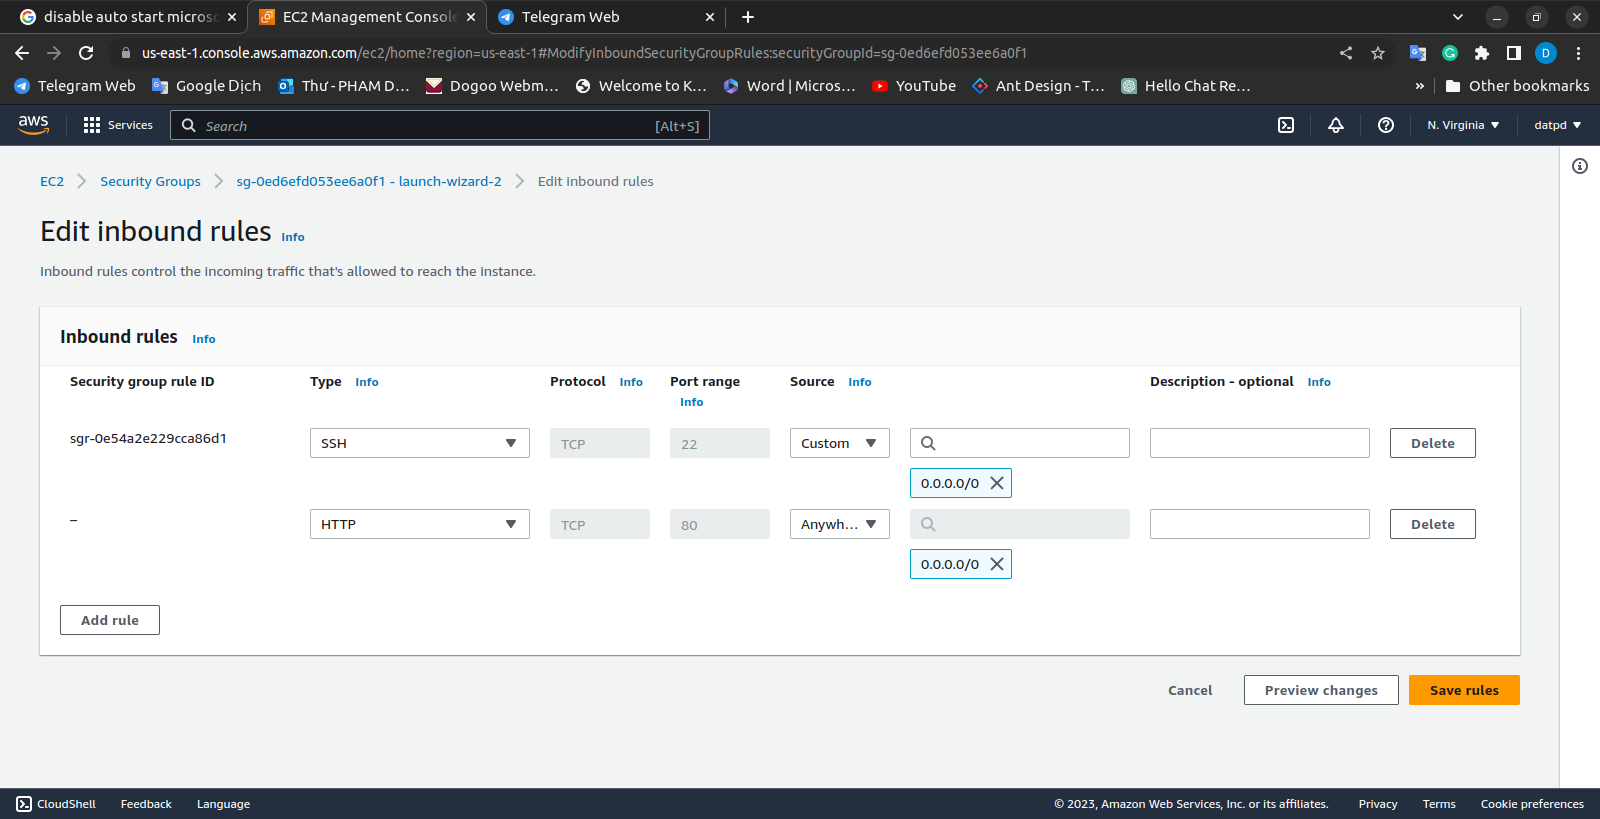 disable auto start micros
EC2 Management Console
Telegram Web
us-east-1.console.aws.amazon.com/ec2/home?region=us-east-1#ModifyInboundSecurityGroupRules:securityGroupId=sg-0ed6efd053ee6a0f1
D
Telegram Web
Google Dịch
Thư - PHAM D...
Dogoo Webm...
Welcome to K...
Word | Micros...
YouTube
Ant Design - T...
Hello Chat Re...
»
Other bookmarks
aws
Services
Search
[Alt+S]
N. Virginia
datpd
EC2
Security Groups
sg-0ed6efd053ee6a0f1 - launch-wizard-2
Edit inbound rules
Edit inbound rules Info
Inbound rules control the incoming traffic that's allowed to reach the instance.
Inbound rules Info
Security group rule ID
Type Info
Protocol Info
Port range
Info
Source Info
Description - optional Info
sgr-0e54a2e229cca86d1
SSH
TCP
22
Custom
Delete
0.0.0.0/0
–
HTTP
TCP
80
Anywh...
Delete
0.0.0.0/0
Add rule
Cancel
Preview changes
Save rules
CloudShell
Feedback
Language
© 2023, Amazon Web Services, Inc. or its affiliates.
Privacy
Terms
Cookie preferences